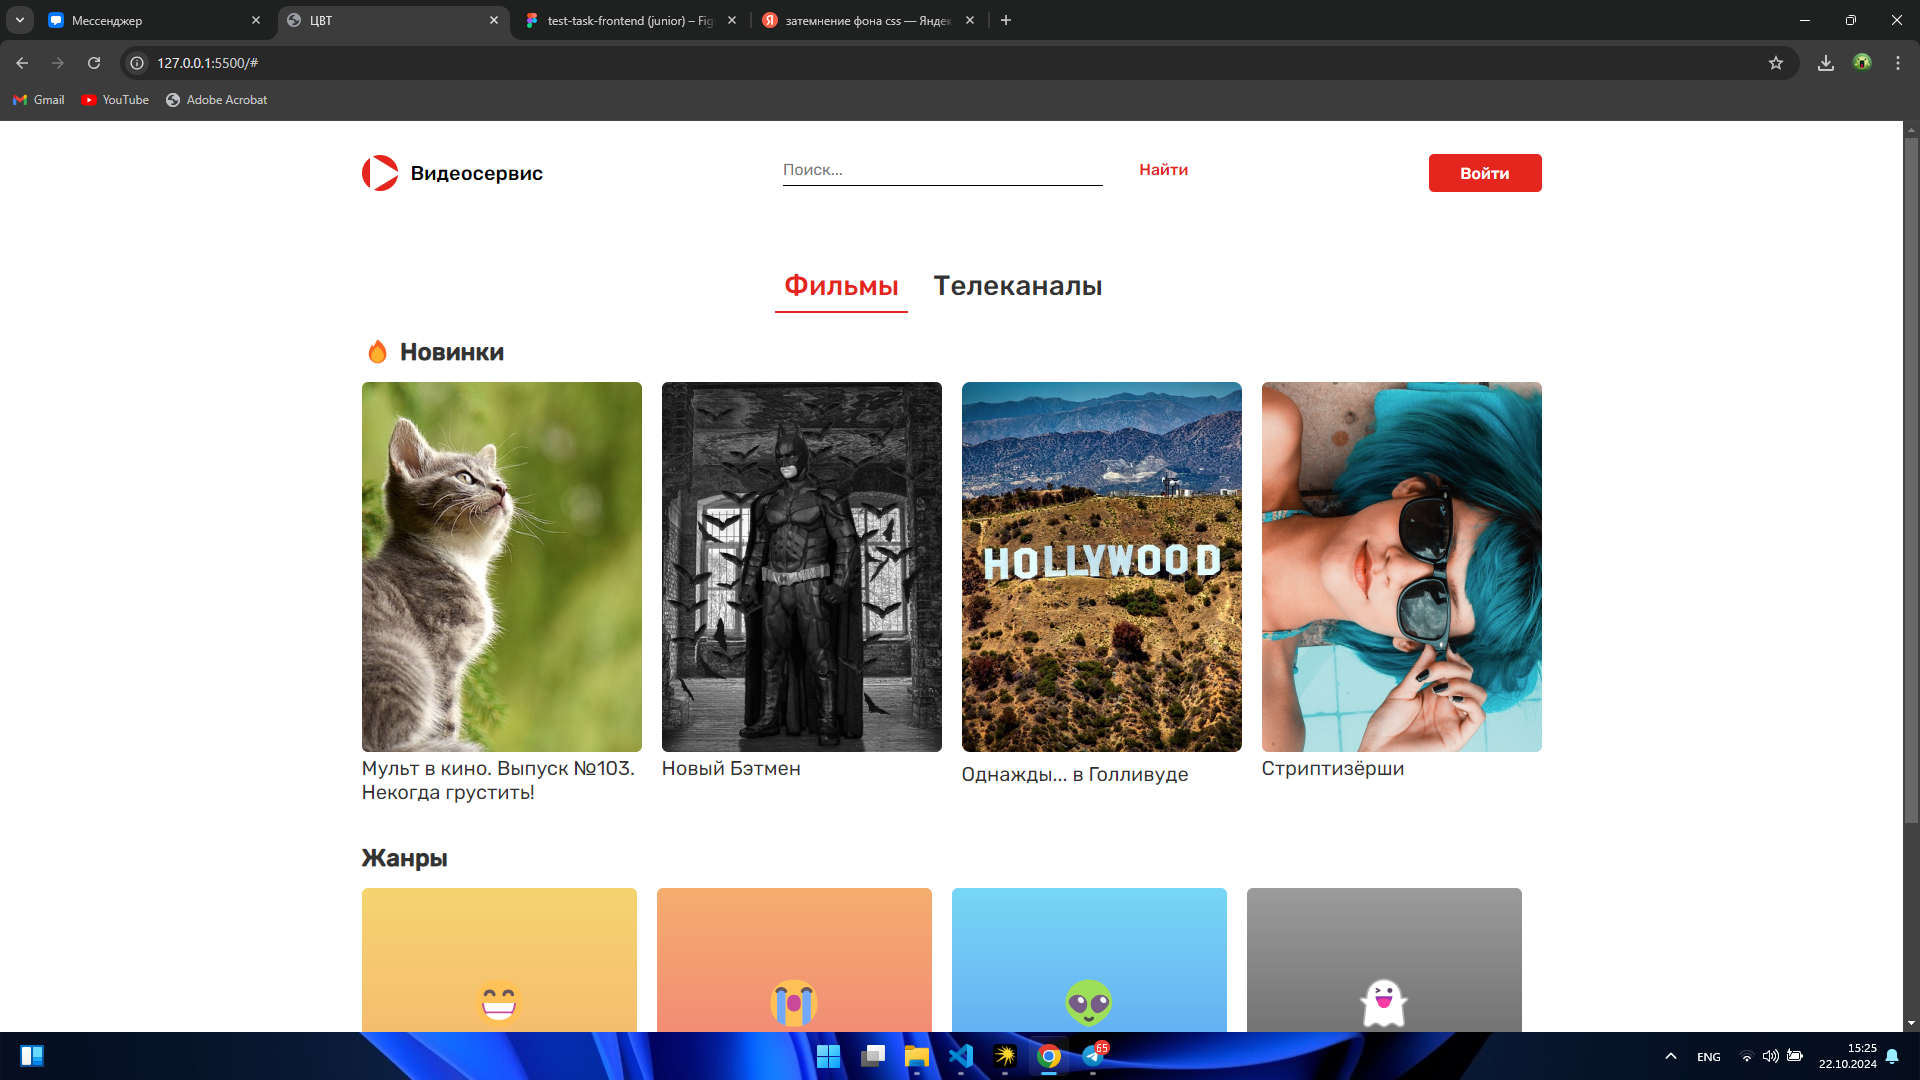 Мессенджер
ЦВТ
test-task-frontend (junior) – Fig
затемнение фона css — Яндек
127.0.0.1:5500/#
Gmail
YouTube
Adobe Acrobat
Видеосервис
Поиск...
Найти
Войти
Фильмы
Телеканалы
Новинки
HOLLYWOOD
Мульт в кино. Выпуск №103.
Некогда грустить!
Новый Бэтмен
Однажды... в Голливуде
Стриптизёрши
Жанры
65
ENG
15:25
22.10.2024